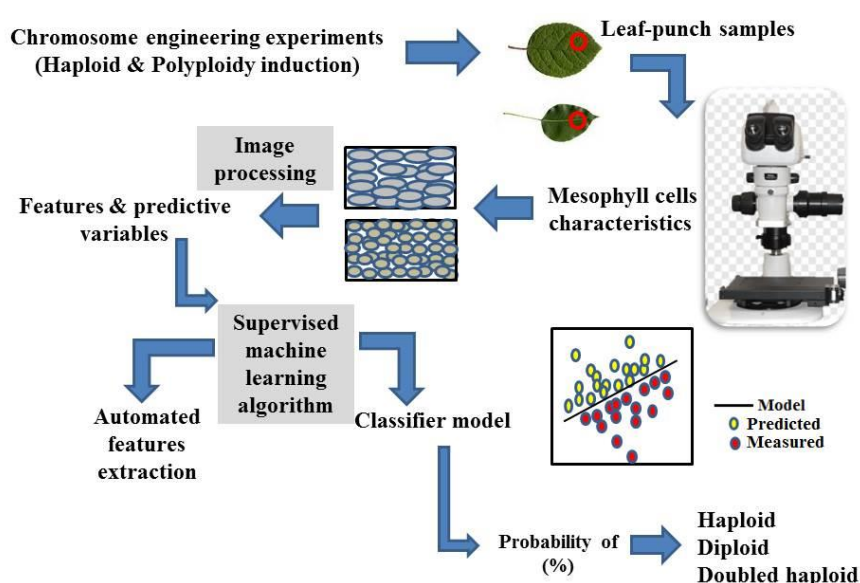 Chromosome engineering experiments
(Haploid & Polyploidy induction)
Leaf-punch samples
Image
processing
Mesophyll cells
characteristics
Features & predictive
variables
Supervised
machine
learning
algorithm
Automated
features
extraction
Classifier model
Model
Predicted
Measured
Probability of
(%)
Haploid
Diploid
Doubled haploid